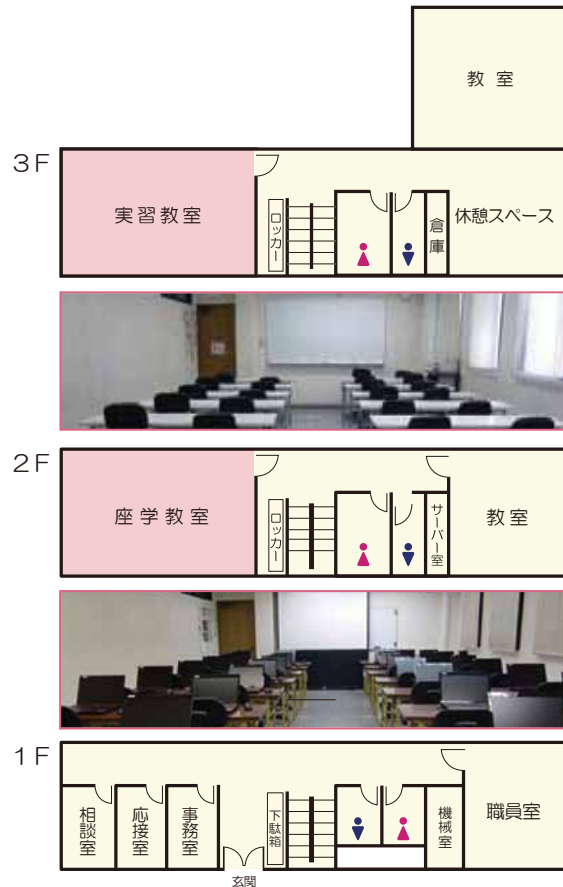 教室
3F
実習教室
ロッカー
倉庫
休憩スペース
2F
座学教室
ロッカー
サーバー室
教室
1F
相談室
応接室
事務室
下駄箱
機械室
職員室
玄関